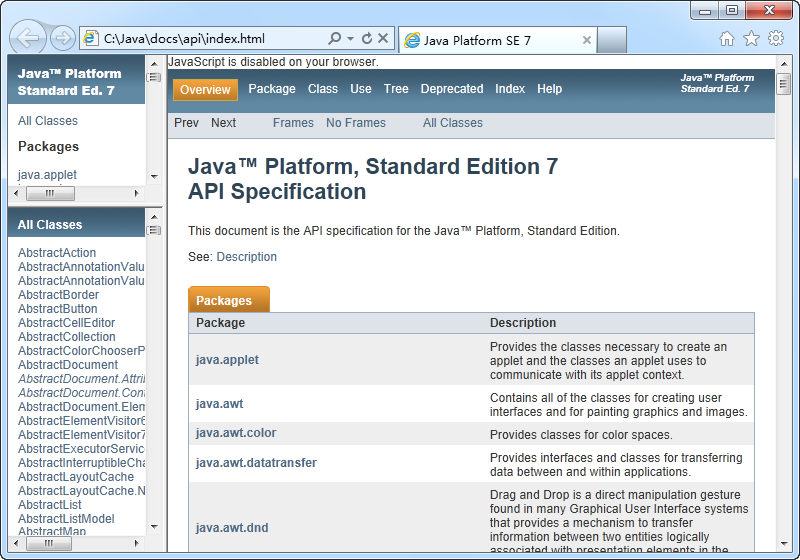 C:\Java\docs\api\index.html
Java Platform SE 7
Java™ Platform
Standard Ed. 7
All Classes
Packages
java.applet
All Classes
AbstractAction
AbstractAnnotationValu
AbstractAnnotationValu
AbstractBorder
AbstractButton
AbstractCellEditor
AbstractCollection
AbstractColorChooserP
AbstractDocument
AbstractDocument.Attri
AbstractDocument.Con
AbstractDocument.Elem
AbstractElementVisitor6
AbstractElementVisitor7
AbstractExecutorServic
AbstractInterruptibleCha
AbstractLayoutCache
AbstractLayoutCache.N
AbstractList
AbstractListModel
AbstractMap
JavaScript is disabled on your browser.
Overview Package Class Use Tree Deprecated Index Help
Java™ Platform
Standard Ed. 7
Prev Next Frames No Frames All Classes
Java™ Platform, Standard Edition 7
API Specification
This document is the API specification for the Java™ Platform, Standard Edition.
See: Description
Packages
Package Description
java.applet
Provides the classes necessary to create an
applet and the classes an applet uses to
communicate with its applet context.
java.awt
Contains all of the classes for creating user
interfaces and for painting graphics and images.
java.awt.color
Provides classes for color spaces.
java.awt.datatransfer
Provides interfaces and classes for transferring
data between and within applications.
java.awt.dnd
Drag and Drop is a direct manipulation gesture
found in many Graphical User Interface systems
that provides a mechanism to transfer
information between two entities logically
associated with presentation elements in the